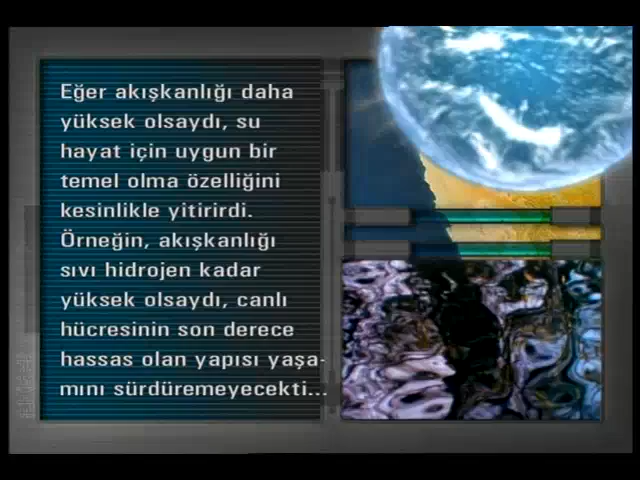 Eğer akışkanlığı daha
yüksek olsaydı, su
hayat için uygun bir
temel olma özelliğini
kesinlikle yitirirdi.
Örneğin, akışkanlığı
sıvı hidrojen kadar
yüksek olsaydı, canlı
hücresinin son derece
hassas olan yapısı yaşa-
mını sürdüremeyecekti...